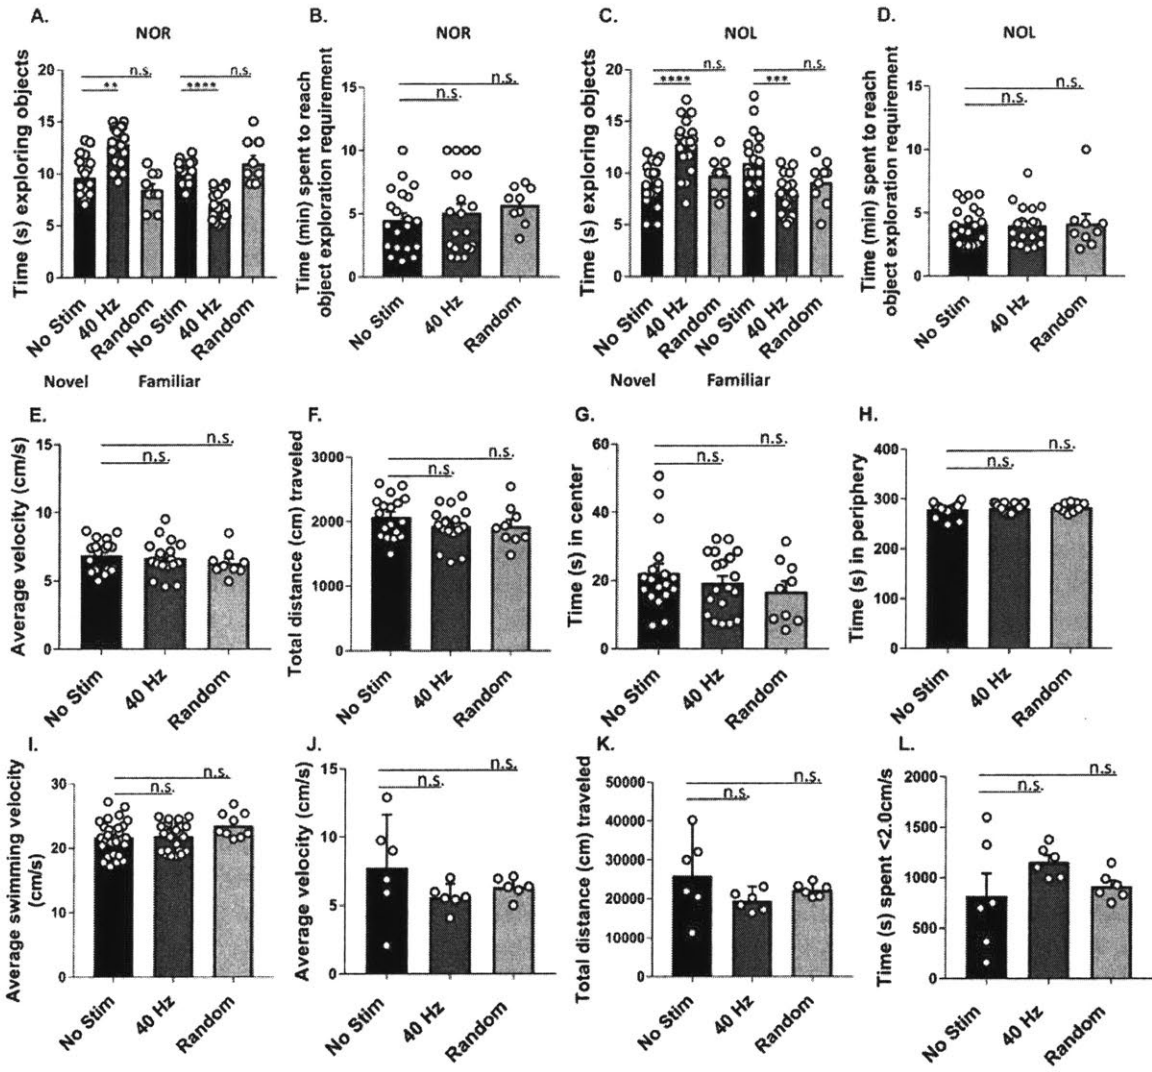 A.
NOR
Time (s) exploring objects
20
15
10
5
0
n.s.
**
n.s.
****
No Stim
40 Hz
Random
No Stim
40 Hz
Random
Novel
Familiar
B.
NOR
Time (min) spent to reach
object exploration requirement
15
10
5
0
n.s.
n.s.
No Stim
40 Hz
Random
C.
NOL
Time (s) exploring objects
20
15
10
5
0
n.s.
****
n.s.
***
No Stim
40 Hz
Random
No Stim
40 Hz
Random
Novel
Familiar
D.
NOL
Time (min) spent to reach
object exploration requirement
15
10
5
0
n.s.
n.s.
No Stim
40 Hz
Random
E.
Average velocity (cm/s)
15
10
5
0
n.s.
n.s.
No Stim
40 Hz
Random
F.
Total distance (cm) traveled
3000
2000
1000
0
n.s.
n.s.
No Stim
40 Hz
Random
G.
Time (s) in center
60
40
20
0
n.s.
n.s.
No Stim
40 Hz
Random
H.
Time (s) in periphery
400
300
200
100
0
n.s.
n.s.
No Stim
40 Hz
Random
I.
Average swimming velocity
(cm/s)
30
20
10
0
n.s.
n.s.
No Stim
40 Hz
Random
J.
Average velocity (cm/s)
15
10
5
0
n.s.
n.s.
No Stim
40 Hz
Random
K.
Total distance (cm) traveled
50000
40000
30000
20000
10000
0
n.s.
n.s.
No Stim
40 Hz
Random
L.
Time (s) spent <2.0cm/s
2000
1500
1000
500
0
n.s.
n.s.
No Stim
40 Hz
Random